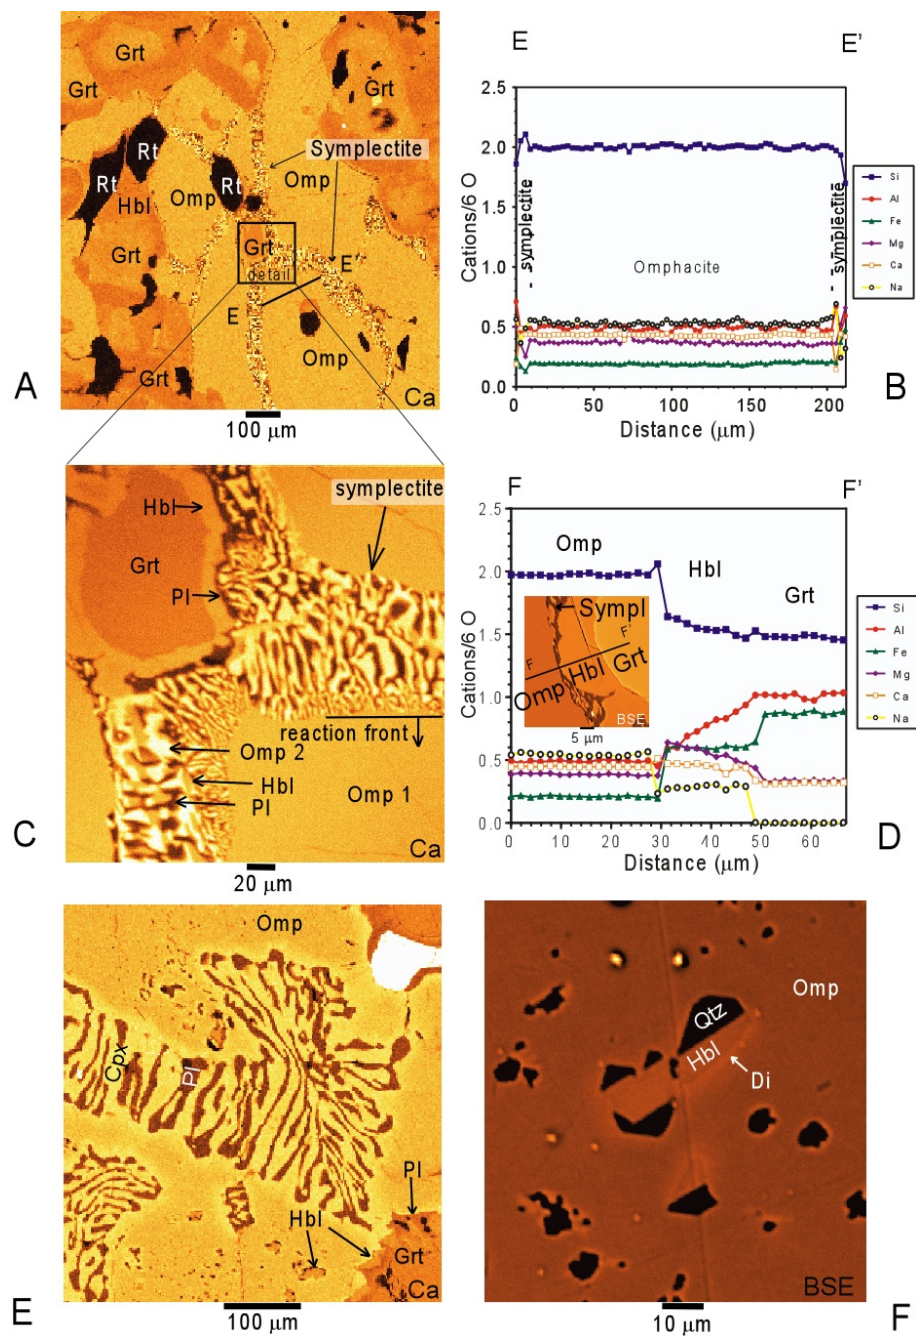 Grt
Grt
Grt
Rt
Symplectite
Rt
Rt
Omp
Omp
Hbl
Grt
Grt
detail
E'
E
Omp
Grt
A
Ca
100 μm
E
E'
2.5
2.0
1.5
1.0
0.5
0.0
Cations/6 O
symplectite
Omphacite
symplectite
0
50
100
150
200
Distance (μm)
Si
Al
Fe
Mg
Ca
Na
B
Hbl
symplectite
Grt
Pl
reaction front
Omp 2
Hbl
Pl
Omp 1
C
Ca
20 μm
F
F'
2.5
2.0
1.5
1.0
0.5
0.0
Cations/6 O
Omp
Hbl
Grt
Sympl
F
F'
Omp
Hbl
Grt
BSE
5 μm
0
10
20
30
40
50
60
Distance (μm)
Si
Al
Fe
Mg
Ca
Na
D
Omp
Cpx
Pl
Pl
Hbl
Grt
E
Ca
100 μm
Omp
Qtz
Hbl
Di
BSE
10 μm
F